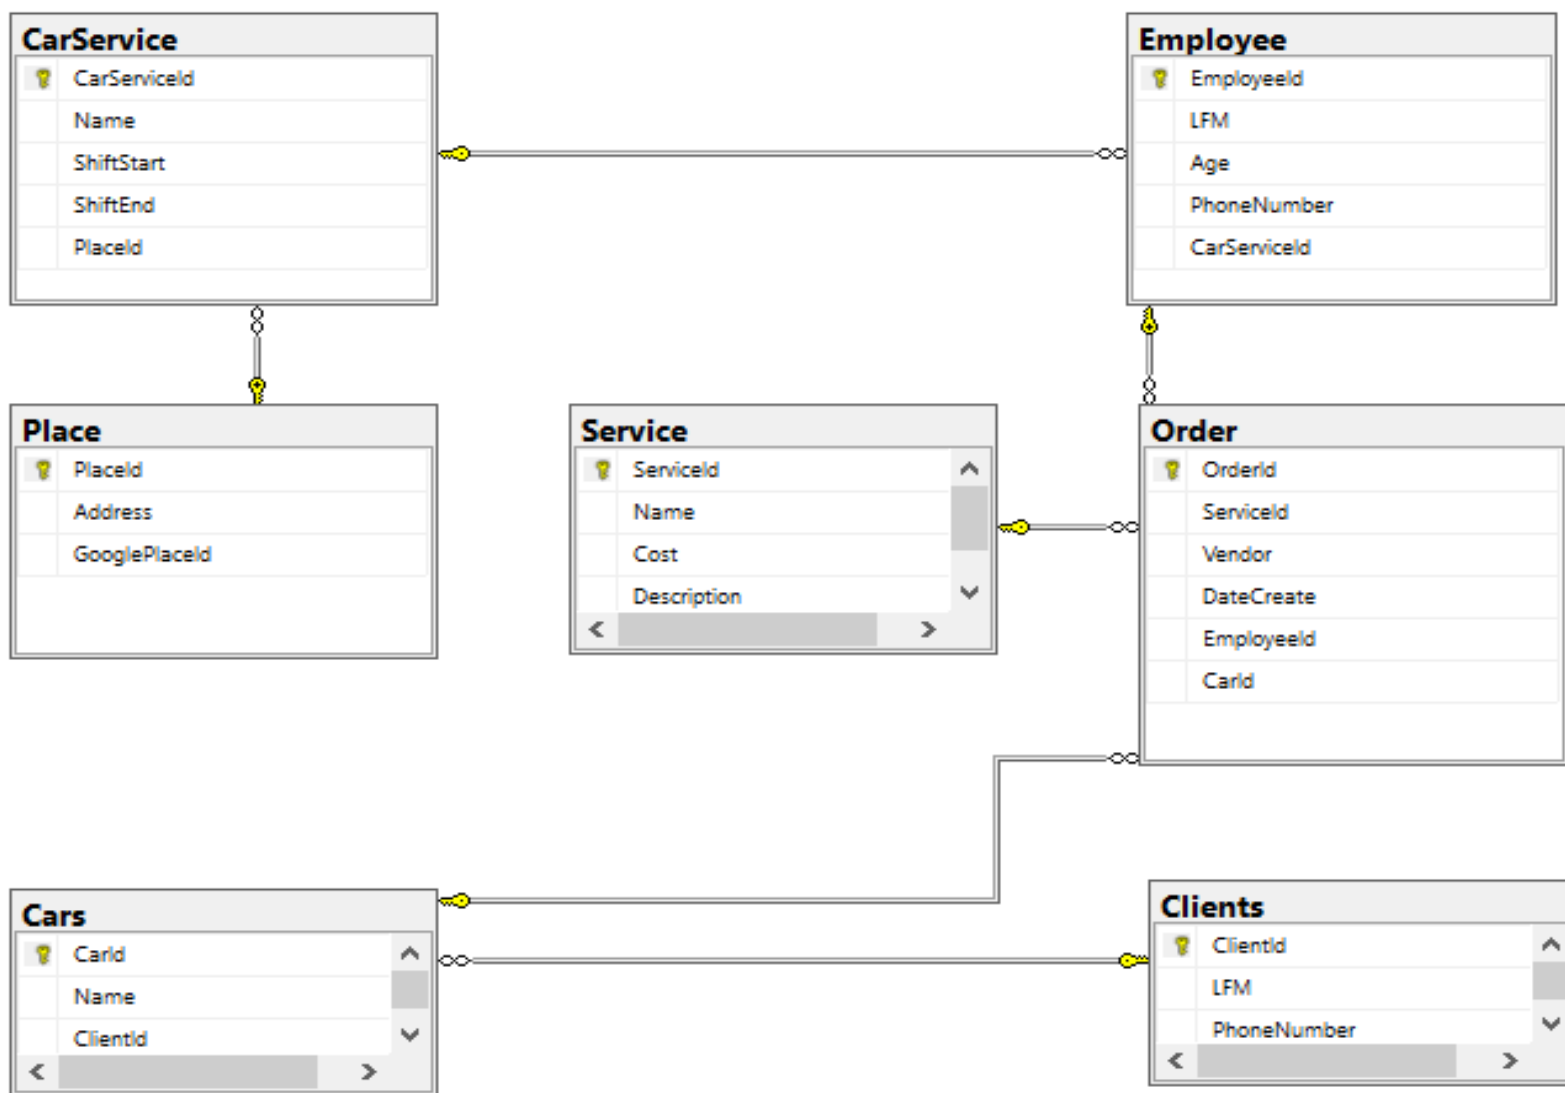 CarService
CarServiceId
Name
ShiftStart
ShiftEnd
PlaceId
Employee
EmployeeId
LFM
Age
PhoneNumber
CarServiceId
Place
PlaceId
Address
GooglePlaceId
Service
ServiceId
Name
Cost
Description
Order
OrderId
ServiceId
Vendor
DateCreate
EmployeeId
CarId
Cars
CarId
Name
ClientId
Clients
ClientId
LFM
PhoneNumber